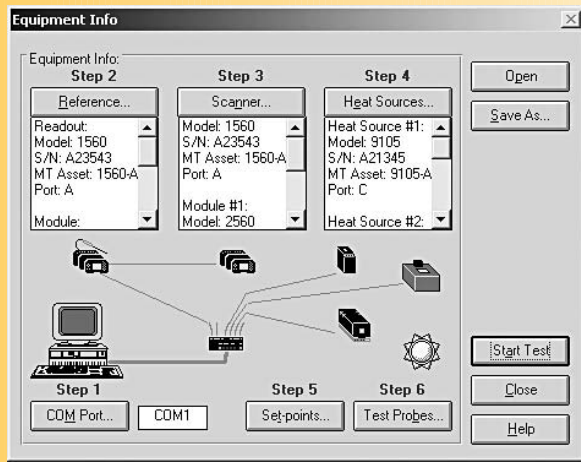 Equipment Info
Equipment Info:
Step 2
Reference...
Readout:
Model: 1560
S/N: A23543
MT Asset: 1560-A
Port: A
Module:
Step 3
Scanner...
Model: 1560
S/N: A23543
MT Asset: 1560-A
Port: A
Module #1:
Model: 2560
Step 4
Heat Sources...
Heat Source #1:
Model: 9105
S/N: A21345
MT Asset: 9105-A
Port: C
Heat Source #2:
Open
Save As...
Step 1
COM Port...
COM1
Step 5
Set-points...
Step 6
Test Probes...
Start Test
Close
Help